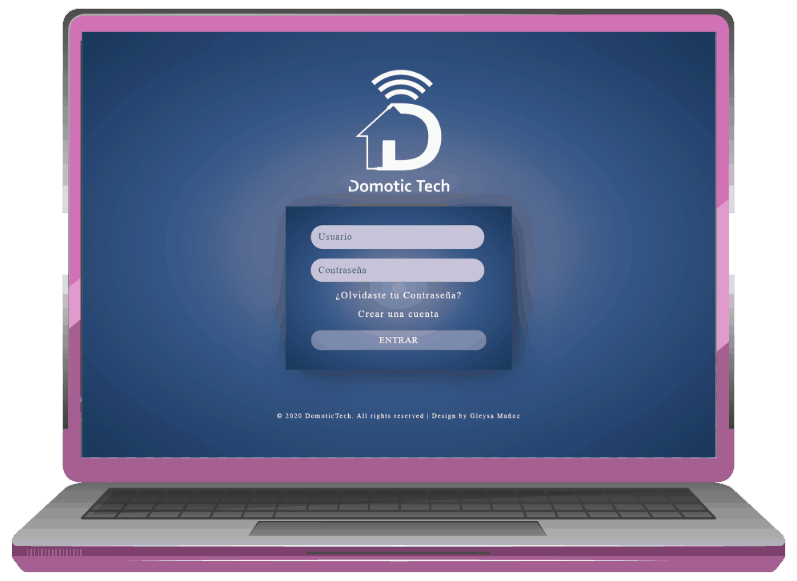 Domotic Tech
Usuario
Contraseña
¿Olvidaste tu Contraseña?
Crear una cuenta
ENTRAR
© 2020 DomoticTech. All rights reserved | Design by Gleysa Muñoz